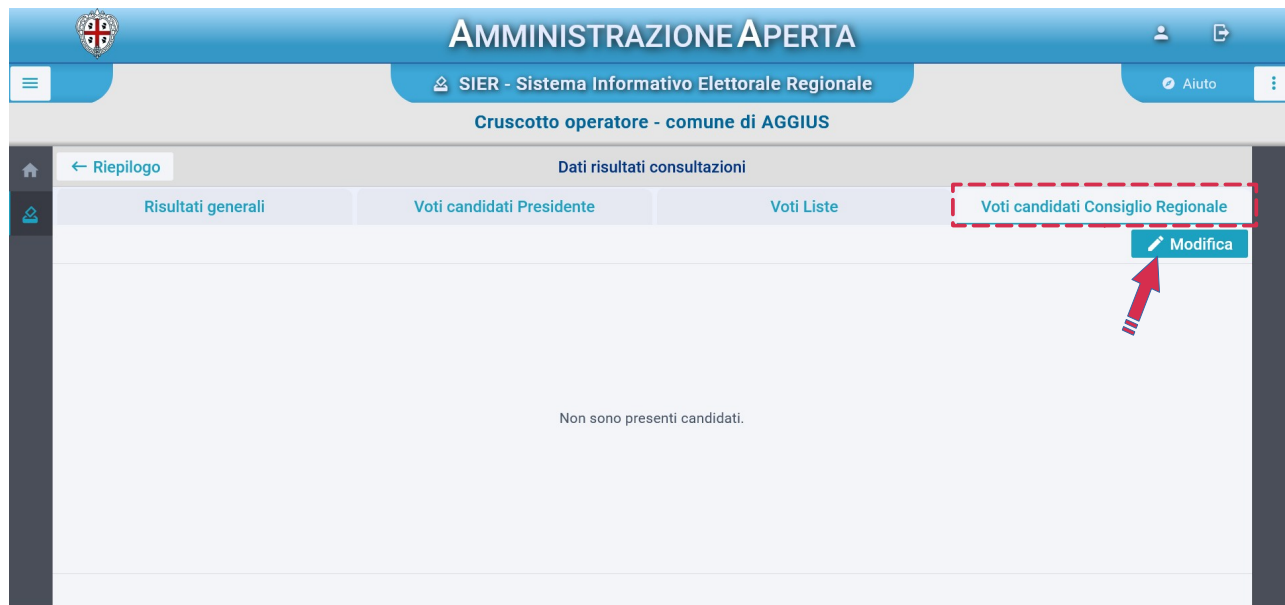 AMMINISTRAZIONE APERTA
SIER - Sistema Informativo Elettorale Regionale
Aiuto
Cruscotto operatore - comune di AGGIUS
← Riepilogo
Dati risultati consultazioni
Risultati generali
Voti candidati Presidente
Voti Liste
Voti candidati Consiglio Regionale
Modifica
Non sono presenti candidati.